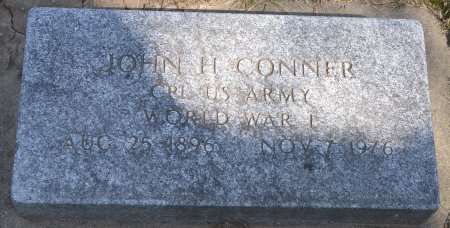 JOHN H CONNER
CPL US ARMY
WORLD WAR I
AUG 25 1896 NOV 7 1976